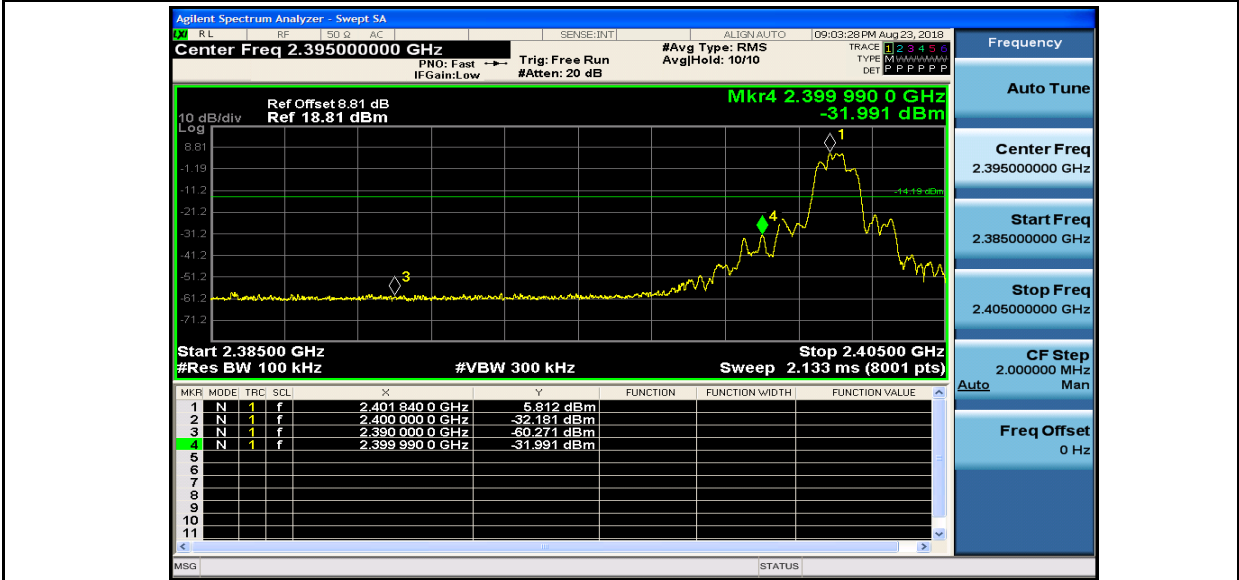 Agilent Spectrum Analyzer - Swept SA
LXI RL RF 50 Ω AC SENSE:INT ALIGN AUTO 09:03:28 PM Aug 23, 2018
Center Freq 2.395000000 GHz #Avg Type: RMS TRACE 1 2 3 4 5 6
PNO: Fast Trig: Free Run Avg|Hold: 10/10 TYPE MWWWWW
IFGain:Low #Atten: 20 dB DET P P P P P P
Mkr4 2.399 990 0 GHz
Ref Offset 8.81 dB
10 dB/div Ref 18.81 dBm -31.991 dBm
Log
1
8.81
-1.19
-11.2
-14.19 dBm
-21.2
4
-31.2
-41.2
-51.2
3
-61.2
-71.2
Start 2.38500 GHz Stop 2.40500 GHz
#Res BW 100 kHz #VBW 300 kHz Sweep 2.133 ms (8001 pts)
MKR MODE TRC SCL X Y FUNCTION FUNCTION WIDTH FUNCTION VALUE
1 N 1 f 2.401 840 0 GHz 5.812 dBm
2 N 1 f 2.400 000 0 GHz -32.181 dBm
3 N 1 f 2.390 000 0 GHz -60.271 dBm
4 N 1 f 2.399 990 0 GHz -31.991 dBm
5
6
7
8
9
10
11
MSG STATUS
Frequency
Auto Tune
Center Freq
2.395000000 GHz
Start Freq
2.385000000 GHz
Stop Freq
2.405000000 GHz
CF Step
2.000000 MHz
Auto Man
Freq Offset
0 Hz